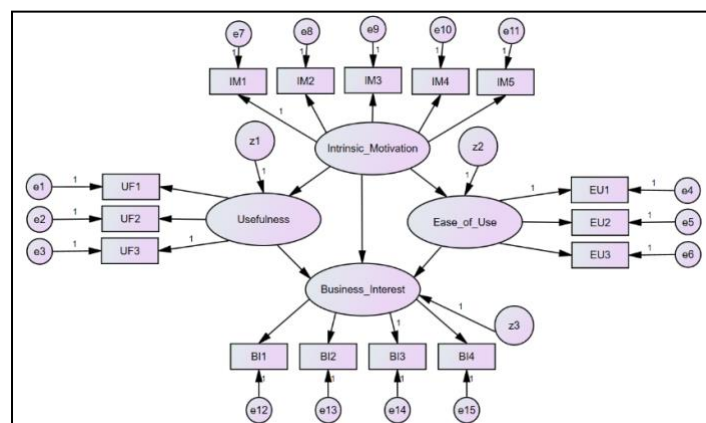 e7 e8 e9 e10 e11
1 1 1 1 1
IM1 IM2 IM3 IM4 IM5
1
z1 Intrinsic_Motivation z2
1 1
e1 1 UF1 EU1 1 e4
1
e2 1 UF2 Usefulness Ease_of_Use EU2 1 e5
e3 1 UF3 1 EU3 1 e6
Business_Interest
1 z3
1
BI1 BI2 BI3 BI4
1 1 1 1
e12 e13 e14 e15